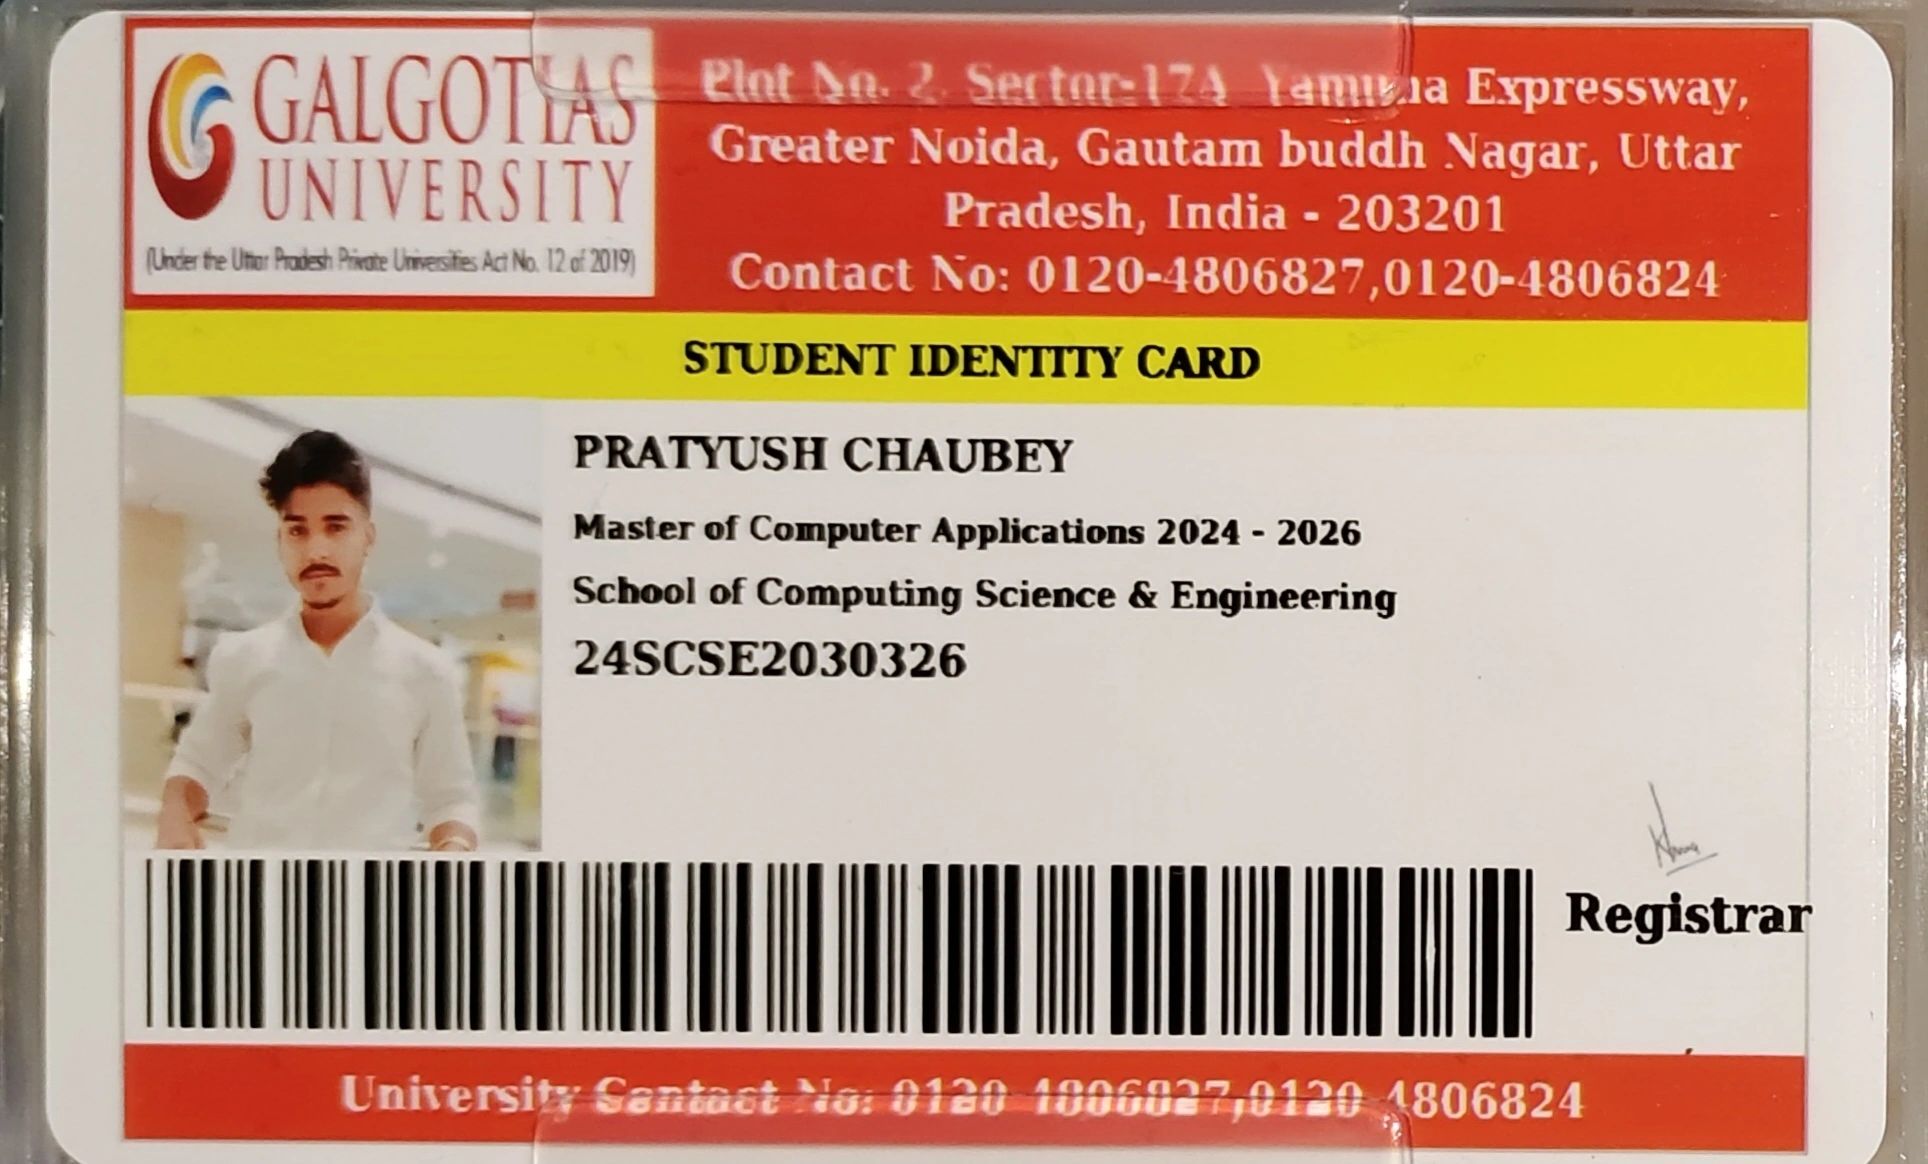 GALGOTIAS
UNIVERSITY
(Under the Uttar Pradesh Private Universities Act No. 12 of 2019)
Plot No. 2, Sector-17A Yamuna Expressway,
Greater Noida, Gautam buddh Nagar, Uttar
Pradesh, India - 203201
Contact No: 0120-4806827,0120-4806824
STUDENT IDENTITY CARD
PRATYUSH CHAUBEY
Master of Computer Applications 2024 - 2026
School of Computing Science & Engineering
24SCSE2030326
Registrar
University Contact No: 0120-4806827,0120-4806824